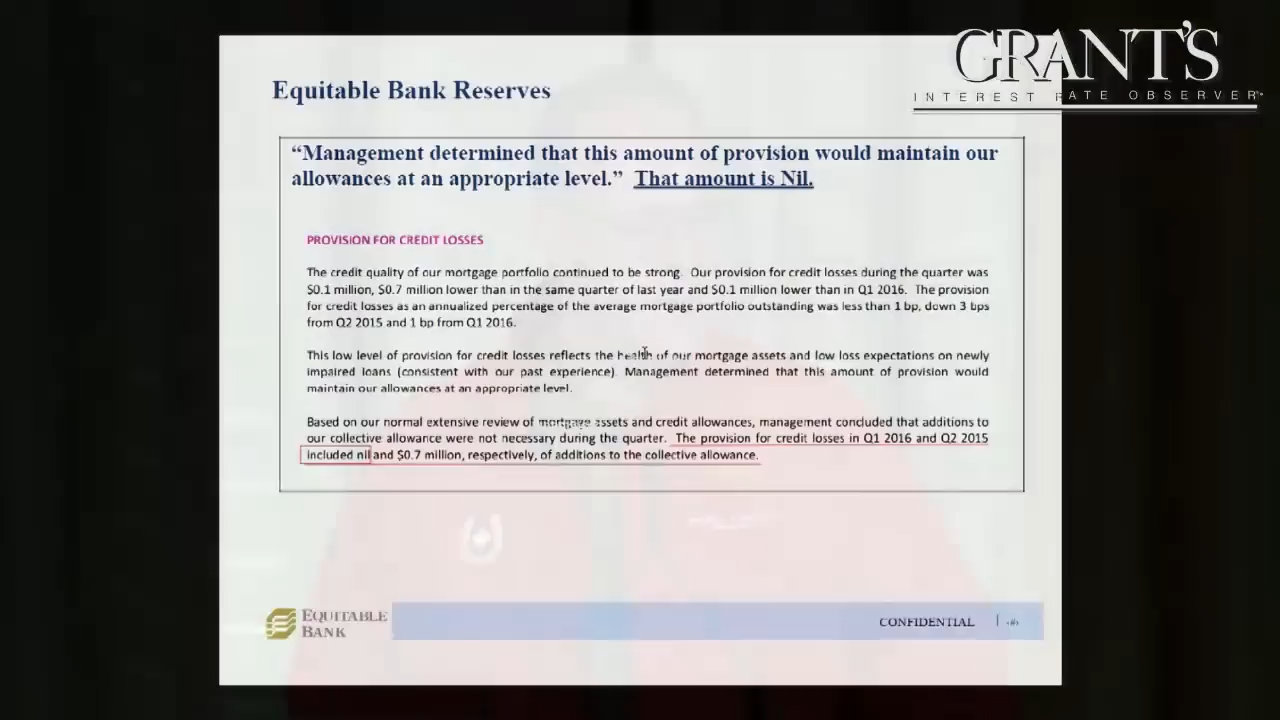 GRANT'S
INTEREST RATE OBSERVER
Equitable Bank Reserves
“Management determined that this amount of provision would maintain our
allowances at an appropriate level.” That amount is Nil.
PROVISION FOR CREDIT LOSSES
The credit quality of our mortgage portfolio continued to be strong. Our provision for credit losses during the quarter was
$0.1 million, $0.7 million lower than in the same quarter of last year and $0.1 million lower than in Q1 2016. The provision
for credit losses as an annualized percentage of the average mortgage portfolio outstanding was less than 1 bp, down 3 bps
from Q2 2015 and 1 bp from Q1 2016.
This low level of provision for credit losses reflects the health of our mortgage assets and low loss expectations on newly
impaired loans (consistent with our past experience). Management determined that this amount of provision would
maintain our allowances at an appropriate level.
Based on our normal extensive review of mortgage assets and credit allowances, management concluded that additions to
our collective allowance were not necessary during the quarter. The provision for credit losses in Q1 2016 and Q2 2015
included nil and $0.7 million, respectively, of additions to the collective allowance.
EQUITABLE
BANK
CONFIDENTIAL